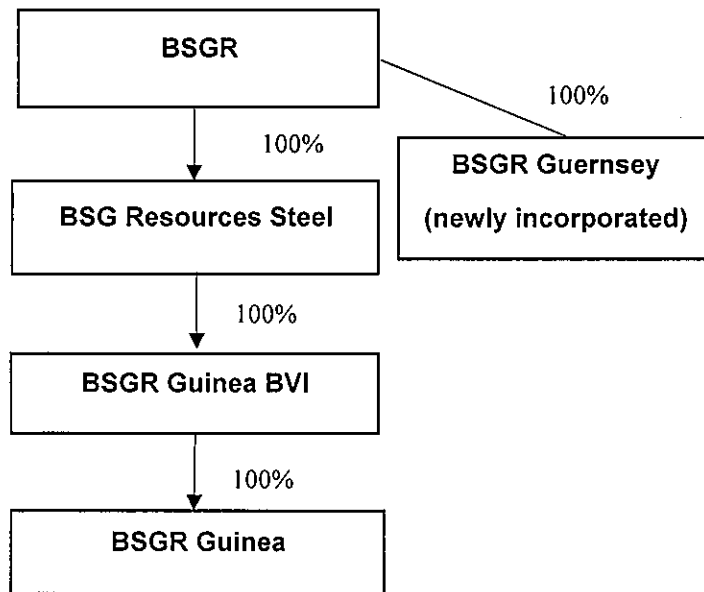 BSGR
100%
100%
BSG Resources Steel
BSGR Guernsey
(newly incorporated)
100%
BSGR Guinea BVI
100%
BSGR Guinea